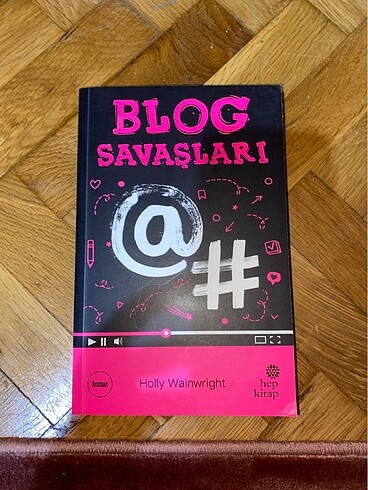 BLOG
SAVAŞLARI
@
#
Roman
Holly Wainwright
hep
kitap